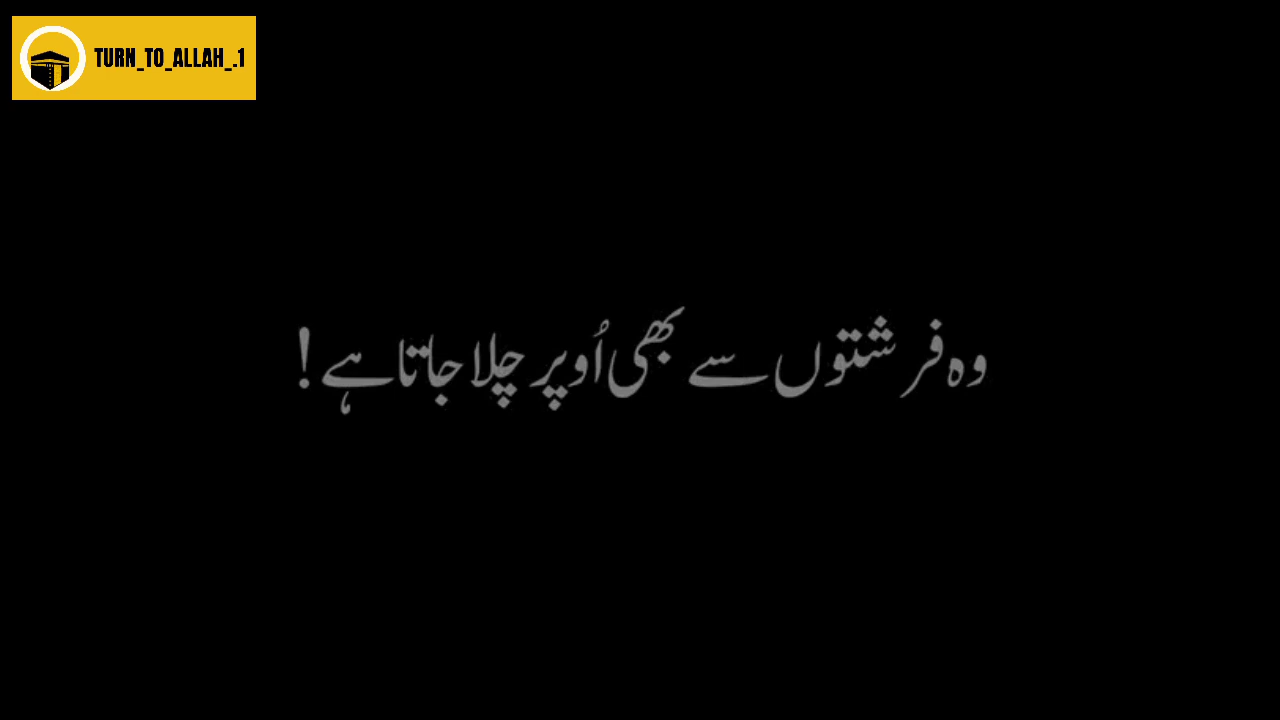 TURN_TO_ALLAH_.1
وہ فرشتوں سے بھی اُوپر چلا جاتا ہے!